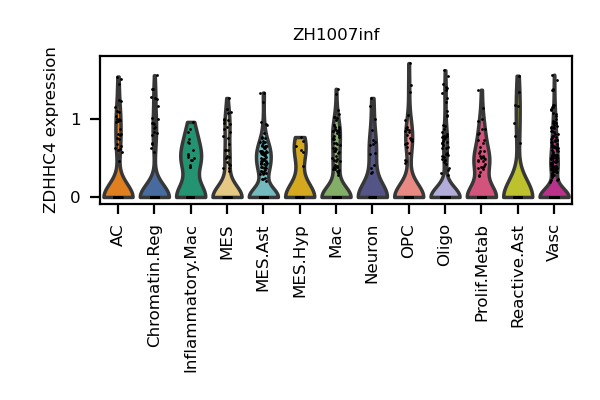 ZH1007inf
ZDHHC4 expression
1
0
AC
Chromatin.Reg
Inflammatory.Mac
MES
MES.Ast
MES.Hyp
Mac
Neuron
OPC
Oligo
Prolif.Metab
Reactive.Ast
Vasc